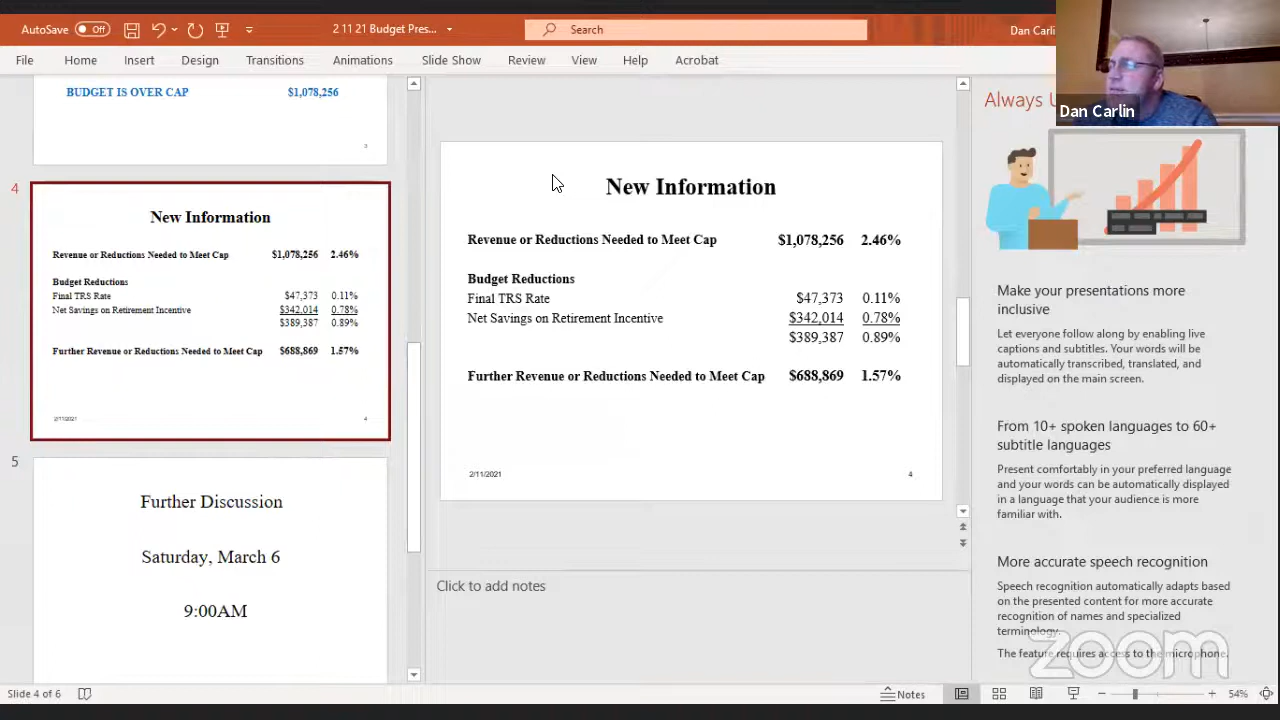 AutoSave Off 2 11 21 Budget Pres... Search Dan Carli
File Home Insert Design Transitions Animations Slide Show Review View Help Acrobat
Dan Carlin
BUDGET IS OVER CAP $1,078,256
3
4
New Information
Revenue or Reductions Needed to Meet Cap $1,078,256 2.46%
Budget Reductions
Final TRS Rate $47,373 0.11%
Net Savings on Retirement Incentive $342,014 0.78%
$389,387 0.89%
Further Revenue or Reductions Needed to Meet Cap $688,869 1.57%
2/11/2021 4
5
Further Discussion
Saturday, March 6
9:00AM
New Information
Revenue or Reductions Needed to Meet Cap $1,078,256 2.46%
Budget Reductions
Final TRS Rate $47,373 0.11%
Net Savings on Retirement Incentive $342,014 0.78%
$389,387 0.89%
Further Revenue or Reductions Needed to Meet Cap $688,869 1.57%
2/11/2021 4
Click to add notes
Always
Make your presentations more
inclusive
Let everyone follow along by enabling live
captions and subtitles. Your words will be
automatically transcribed, translated, and
displayed on the main screen.
From 10+ spoken languages to 60+
subtitle languages
Present comfortably in your preferred language
and your words can be automatically displayed
in a language that your audience is more
familiar with.
More accurate speech recognition
Speech recognition automatically adapts based
on the presented content for more accurate
recognition of names and specialized
terminology.
The feature requires access to the microphone.
zoom
Slide 4 of 6 Notes 54%